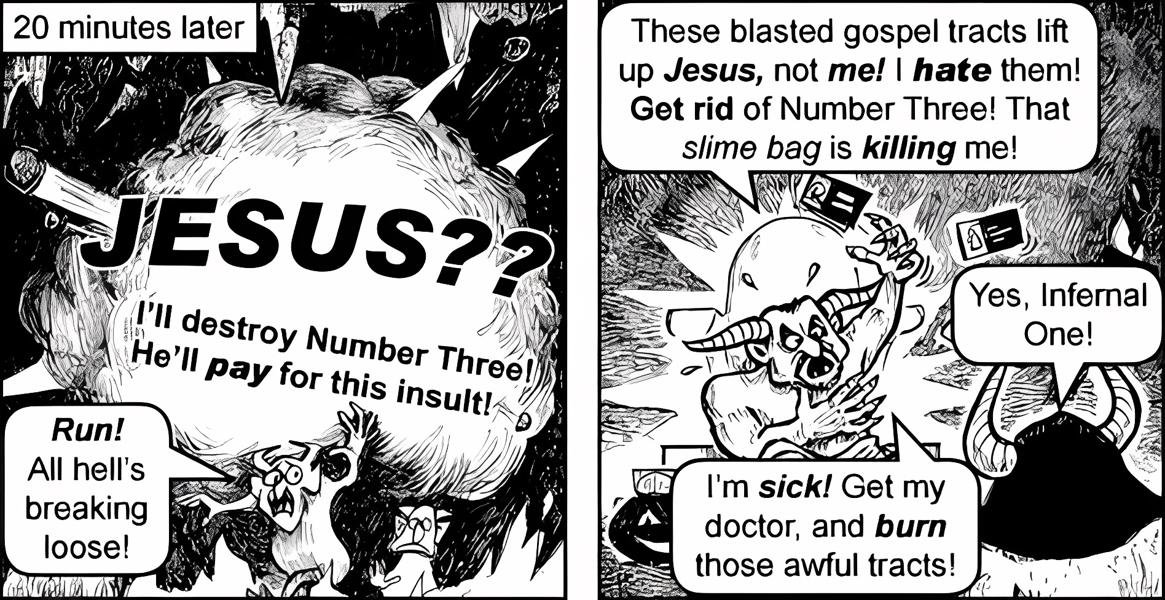 20 minutes later
JESUS??
I'll destroy Number Three!
He'll pay for this insult!
Run!
All hell's
breaking
loose!
These blasted gospel tracts lift
up Jesus, not me! I hate them!
Get rid of Number Three! That
slime bag is killing me!
Yes, Infernal
One!
I'm sick! Get my
doctor, and burn
those awful tracts!